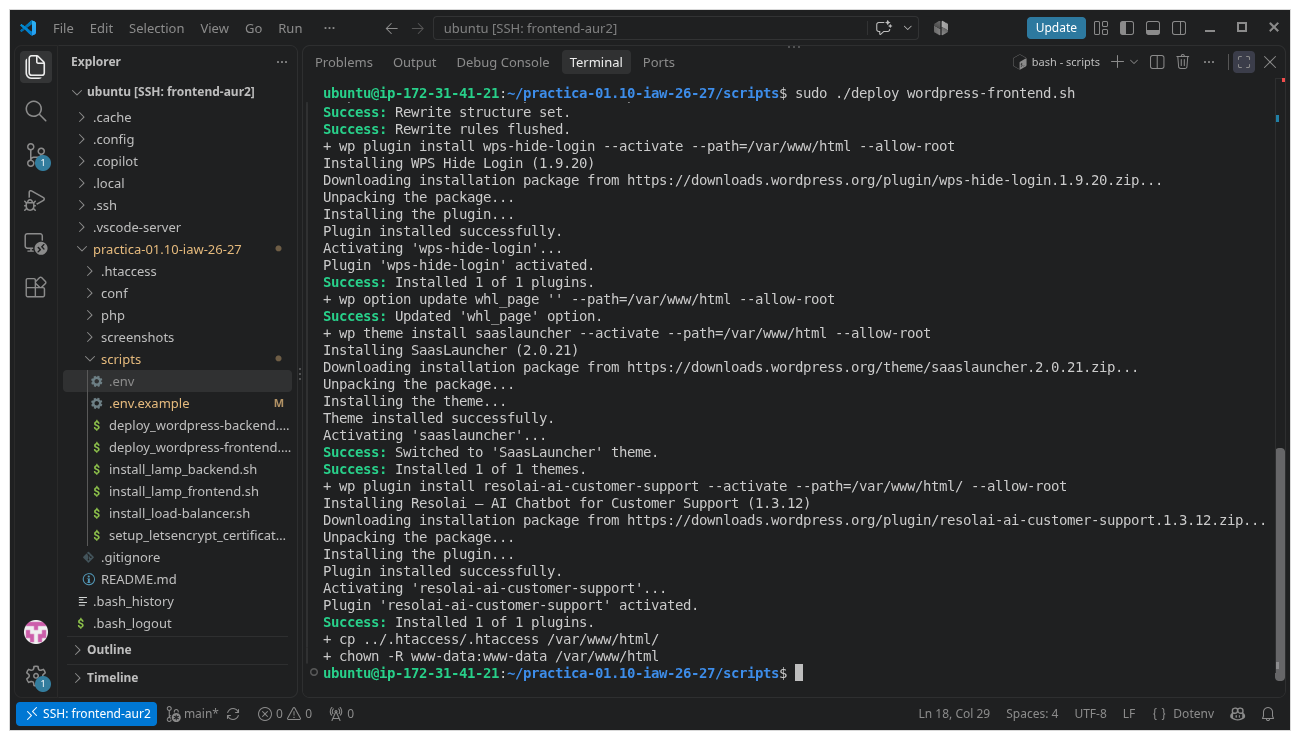 File Edit Selection View Go Run ··· ubuntu [SSH: frontend-aur2] Update
Explorer ···
ubuntu [SSH: frontend-aur2]
.cache
.config
.copilot
.local
.ssh
.vscode-server
practica-01.10-iaw-26-27
.htaccess
conf
php
screenshots
scripts
.env
.env.example M
deploy_wordpress-backend....
deploy_wordpress-frontend....
install_lamp_backend.sh
install_lamp_frontend.sh
install_load-balancer.sh
setup_letsencrypt_certificat...
.gitignore
README.md
.bash_history
.bash_logout
Outline
Timeline
1
1
Problems Output Debug Console Terminal Ports bash - scripts
ubuntu@ip-172-31-41-21:~/practica-01.10-iaw-26-27/scripts$ sudo ./deploy wordpress-frontend.sh
Success: Rewrite structure set.
Success: Rewrite rules flushed.
+ wp plugin install wps-hide-login --activate --path=/var/www/html --allow-root
Installing WPS Hide Login (1.9.20)
Downloading installation package from https://downloads.wordpress.org/plugin/wps-hide-login.1.9.20.zip...
Unpacking the package...
Installing the plugin...
Plugin installed successfully.
Activating 'wps-hide-login'...
Plugin 'wps-hide-login' activated.
Success: Installed 1 of 1 plugins.
+ wp option update whl_page '' --path=/var/www/html --allow-root
Success: Updated 'whl_page' option.
+ wp theme install saaslauncher --activate --path=/var/www/html --allow-root
Installing SaasLauncher (2.0.21)
Downloading installation package from https://downloads.wordpress.org/theme/saaslauncher.2.0.21.zip...
Unpacking the package...
Installing the theme...
Theme installed successfully.
Activating 'saaslauncher'...
Success: Switched to 'SaasLauncher' theme.
Success: Installed 1 of 1 themes.
+ wp plugin install resolai-ai-customer-support --activate --path=/var/www/html/ --allow-root
Installing Resolai – AI Chatbot for Customer Support (1.3.12)
Downloading installation package from https://downloads.wordpress.org/plugin/resolai-ai-customer-support.1.3.12.zip...
Unpacking the package...
Installing the plugin...
Plugin installed successfully.
Activating 'resolai-ai-customer-support'...
Plugin 'resolai-ai-customer-support' activated.
Success: Installed 1 of 1 plugins.
+ cp ../.htaccess/.htaccess /var/www/html/
+ chown -R www-data:www-data /var/www/html
ubuntu@ip-172-31-41-21:~/practica-01.10-iaw-26-27/scripts$
SSH: frontend-aur2 main* 0 0 0 Ln 18, Col 29 Spaces: 4 UTF-8 LF { } Dotenv